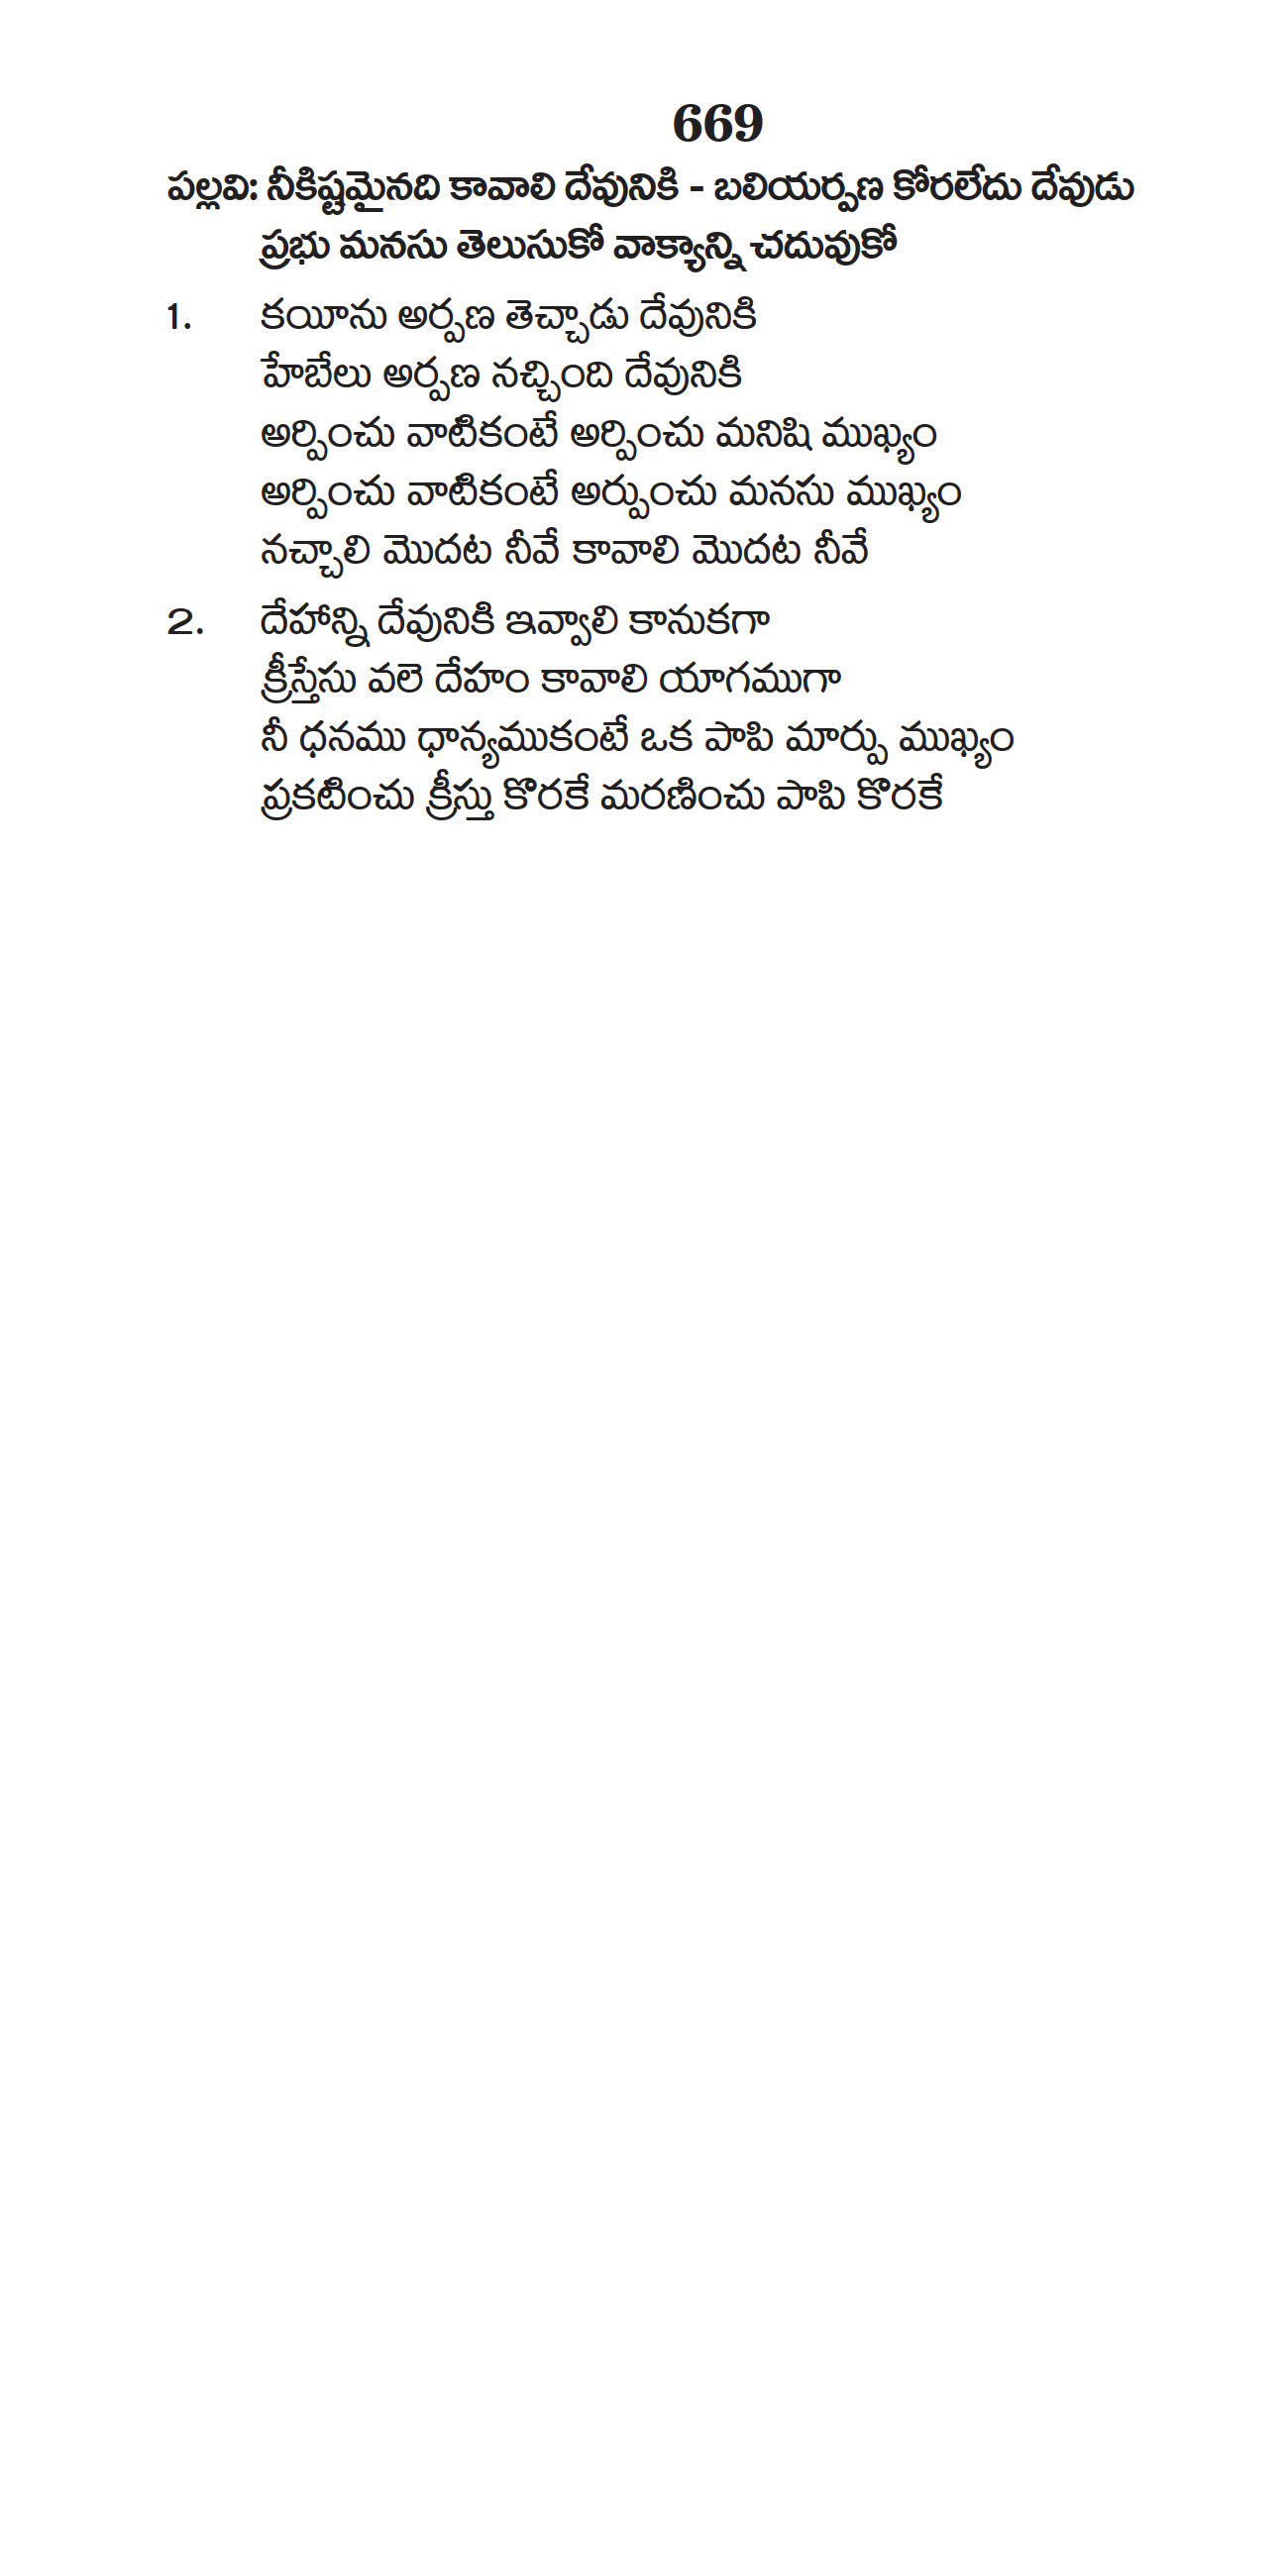 669
పల్లవి: నీకిష్టమైనది కావాలి దేవునికి - బలియర్పణ కోరలేదు దేవుడు
ప్రభు మనసు తెలుసుకో వాక్యాన్ని చదువుకో
1. కయీను అర్పణ తెచ్చాడు దేవునికి
హేబేలు అర్పణ నచ్చింది దేవునికి
అర్పించు వాటికంటే అర్పించు మనిషి ముఖ్యం
అర్పించు వాటికంటే అర్పుంచు మనసు ముఖ్యం
నచ్చాలి మొదట నీవే కావాలి మొదట నీవే
2. దేహాన్ని దేవునికి ఇవ్వాలి కానుకగా
క్రీస్తేసు వలె దేహం కావాలి యాగముగా
నీ ధనము ధాన్యముకంటే ఒక పాపి మార్పు ముఖ్యం
ప్రకటించు క్రీస్తు కొరకే మరణించు పాపి కొరకే